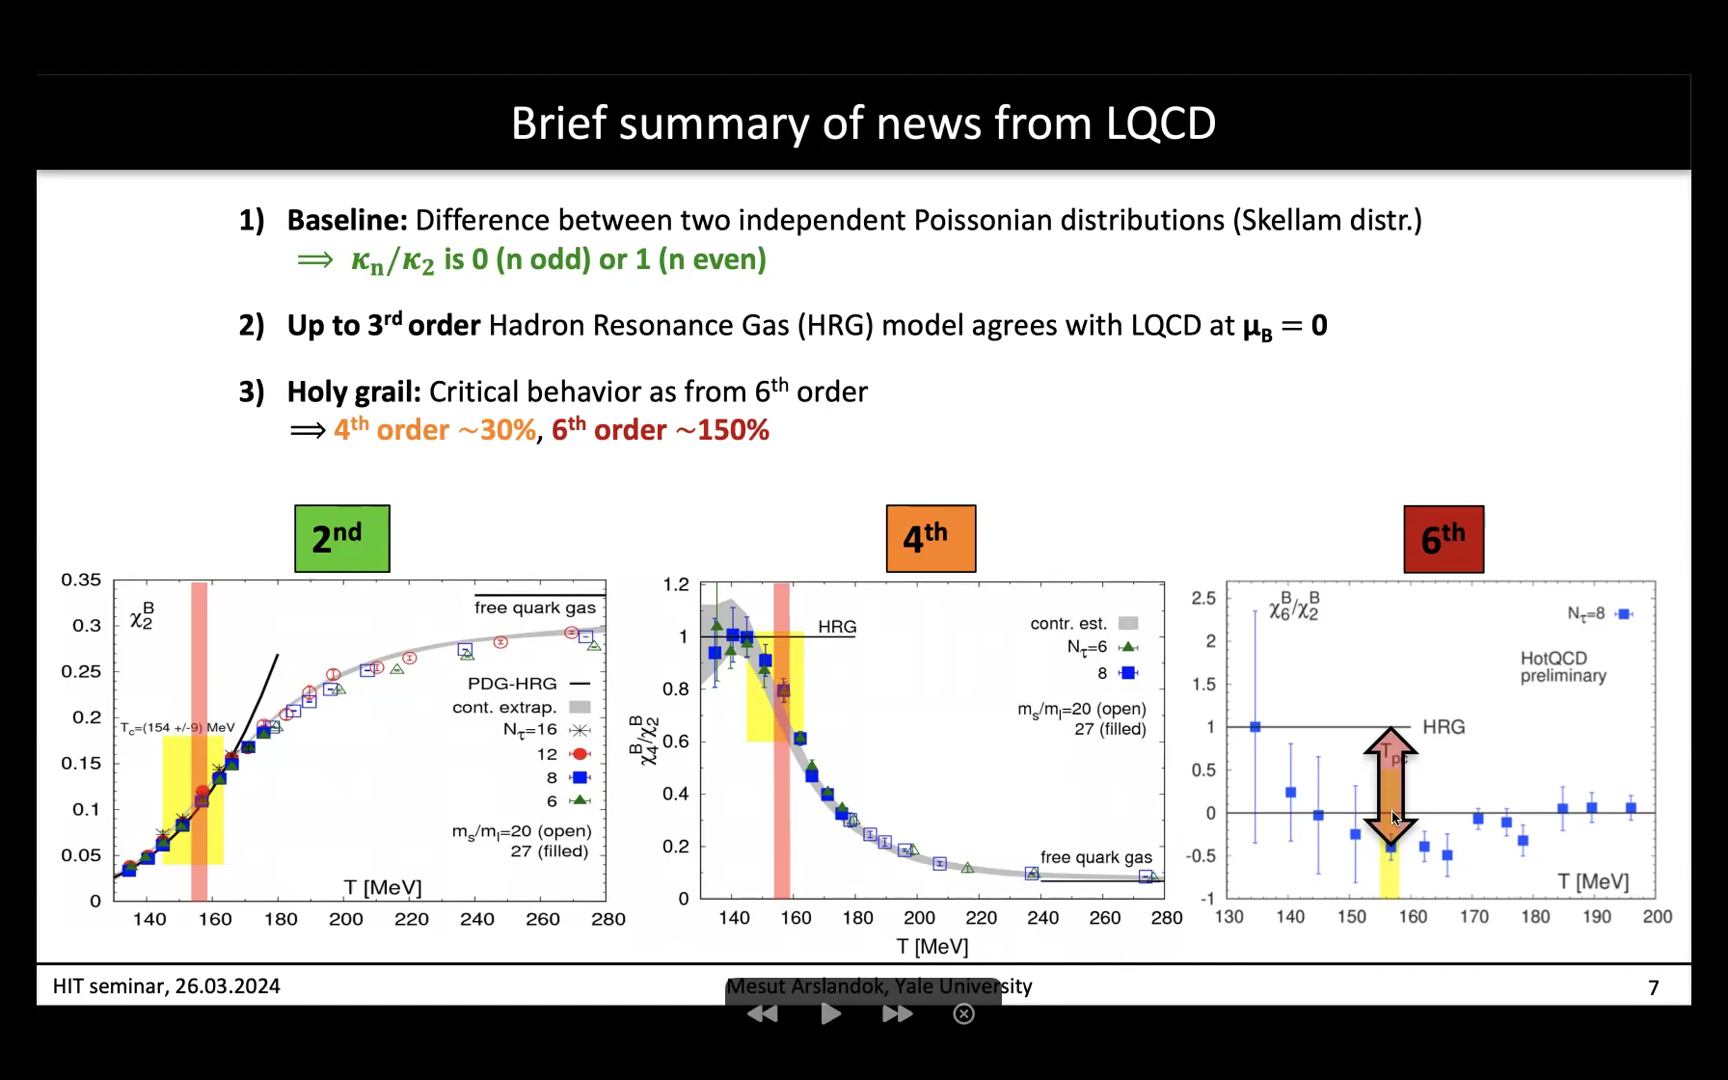 Brief summary of news from LQCD
1) Baseline: Difference between two independent Poissonian distributions (Skellam distr.)
⟹ κn/κ2 is 0 (n odd) or 1 (n even)
2) Up to 3rd order Hadron Resonance Gas (HRG) model agrees with LQCD at μB = 0
3) Holy grail: Critical behavior as from 6th order
⟹ 4th order ~30%, 6th order ~150%
2nd
0.35
0.3
0.25
0.2
0.15
0.1
0.05
0
χ2^B
free quark gas
PDG-HRG
cont. extrap.
Nτ=16
12
8
6
ms/ml=20 (open)
27 (filled)
Tc=(154 +/-9) MeV
T [MeV]
140 160 180 200 220 240 260 280
4th
1.2
1
0.8
0.6
0.4
0.2
0
χ4^B/χ2^B
HRG
contr. est.
Nτ=6
8
ms/ml=20 (open)
27 (filled)
free quark gas
140 160 180 200 220 240 260 280
T [MeV]
6th
2.5
2
1.5
1
0.5
0
-0.5
-1
χ6^B/χ2^B
Nτ=8
HotQCD
preliminary
HRG
Tpc
T [MeV]
130 140 150 160 170 180 190 200
HIT seminar, 26.03.2024
Mesut Arslandok, Yale University
7